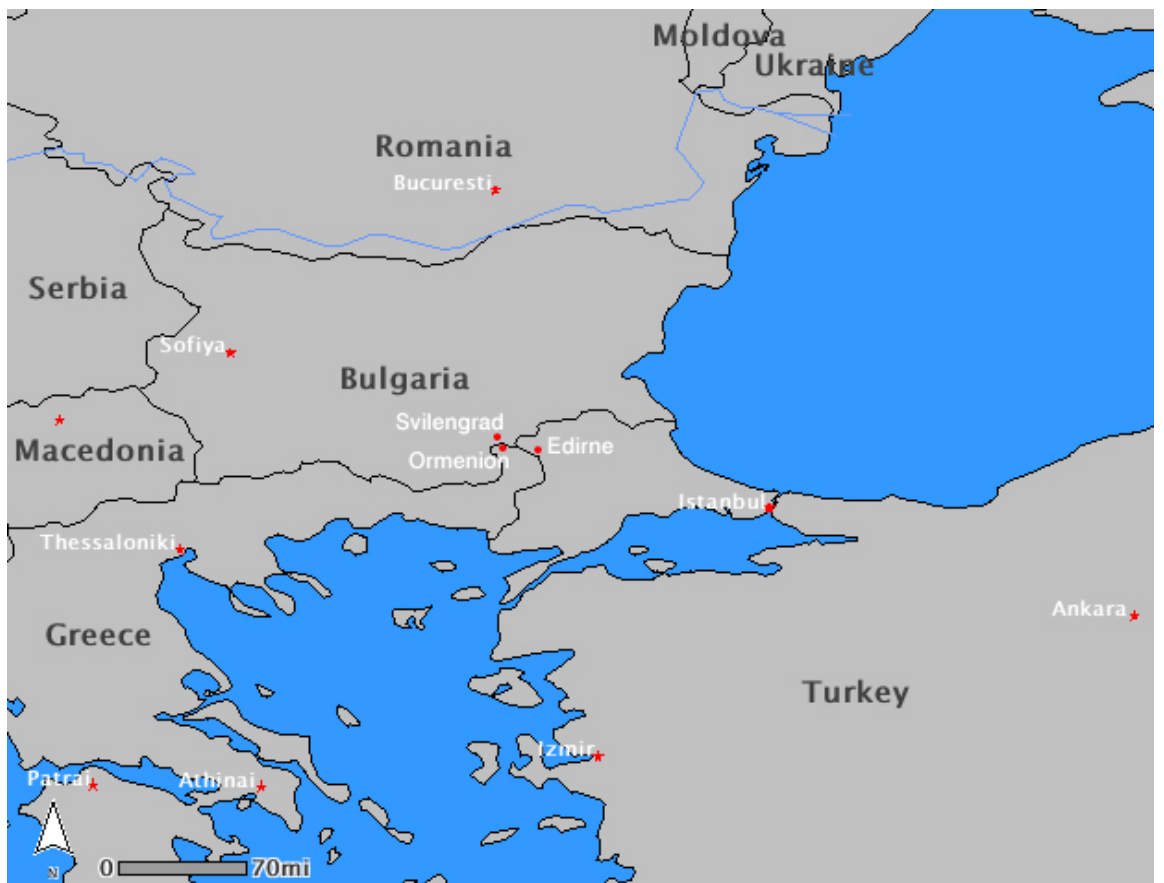 Moldova
Ukraine
Romania
Bucuresti
Serbia
Sofiya
Bulgaria
Svilengrad
Macedonia
Ormenion
Edirne
Istanbul
Thessaloniki
Ankara
Greece
Turkey
Izmir
Patrai
Athinai
N
0
70mi